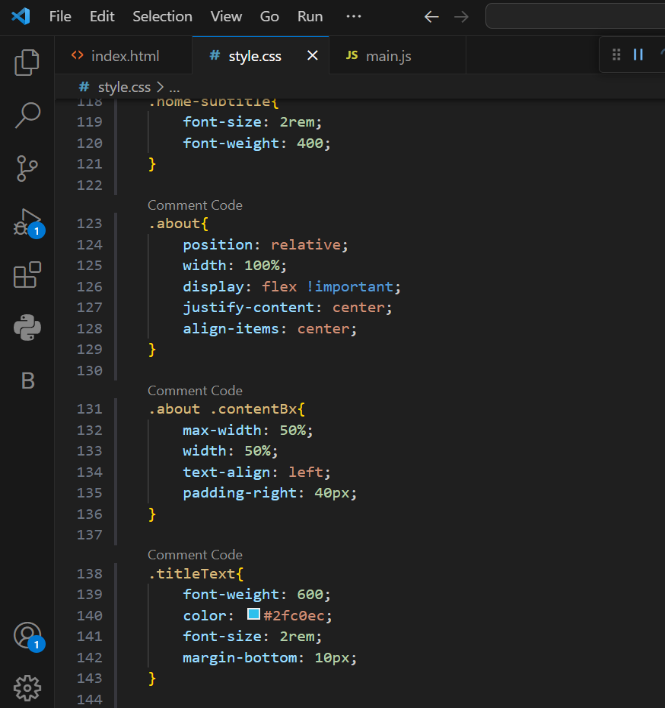 File Edit Selection View Go Run ...
index.html # style.css × JS main.js
# style.css > ...
118 .home-subtitle{
119 font-size: 2rem;
120 font-weight: 400;
121 }
122
Comment Code
123 .about{
124 position: relative;
125 width: 100%;
126 display: flex !important;
127 justify-content: center;
128 align-items: center;
129 }
130
Comment Code
131 .about .contentBx{
132 max-width: 50%;
133 width: 50%;
134 text-align: left;
135 padding-right: 40px;
136 }
137
Comment Code
138 .titleText{
139 font-weight: 600;
140 color: #2fc0ec;
141 font-size: 2rem;
142 margin-bottom: 10px;
143 }
144
1
B
1